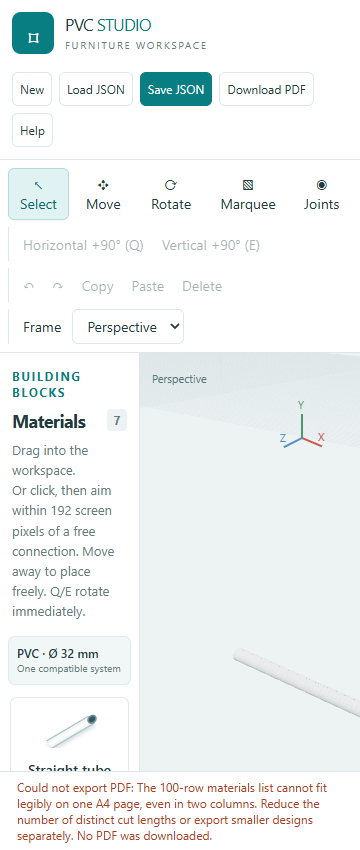 PVC STUDIO
FURNITURE WORKSPACE
New
Load JSON
Save JSON
Download PDF
Help
Select
Move
Rotate
Marquee
Joints
Horizontal +90° (Q)
Vertical +90° (E)
Copy
Paste
Delete
Frame
Perspective
BUILDING
BLOCKS
Materials
7
Drag into the
workspace.
Or click, then aim
within 192 screen
pixels of a free
connection. Move
away to place
freely. Q/E rotate
immediately.
PVC · Ø 32 mm
One compatible system
Straight tube
Perspective
Y
Z
X
Could not export PDF: The 100-row materials list cannot fit
legibly on one A4 page, even in two columns. Reduce the
number of distinct cut lengths or export smaller designs
separately. No PDF was downloaded.